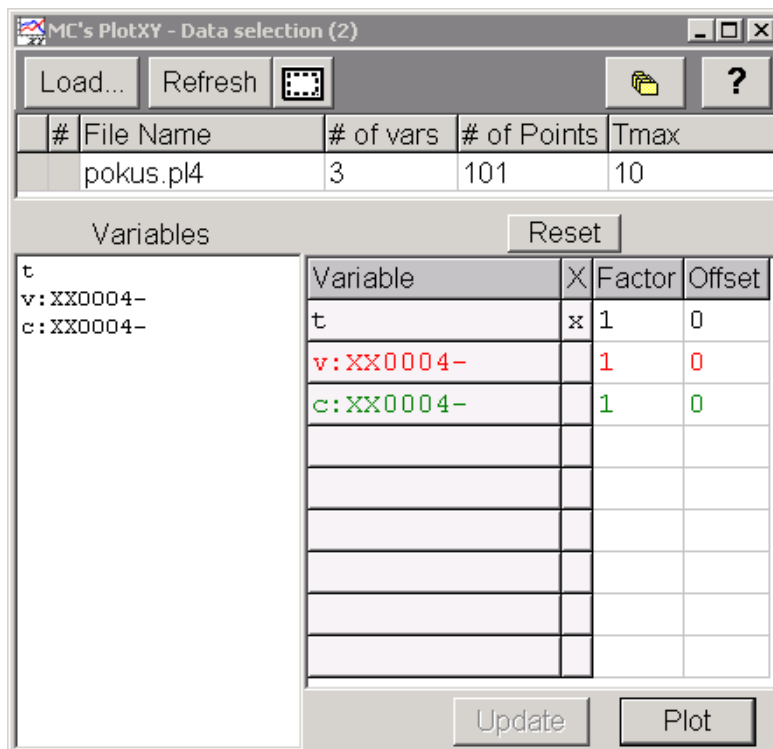 MC's PlotXY - Data selection (2)
Load... Refresh ?
# File Name # of vars # of Points Tmax
pokus.pl4 3 101 10
Variables Reset
t
v:XX0004-
c:XX0004-
Variable X Factor Offset
t x 1 0
v:XX0004- 1 0
c:XX0004- 1 0
Update Plot